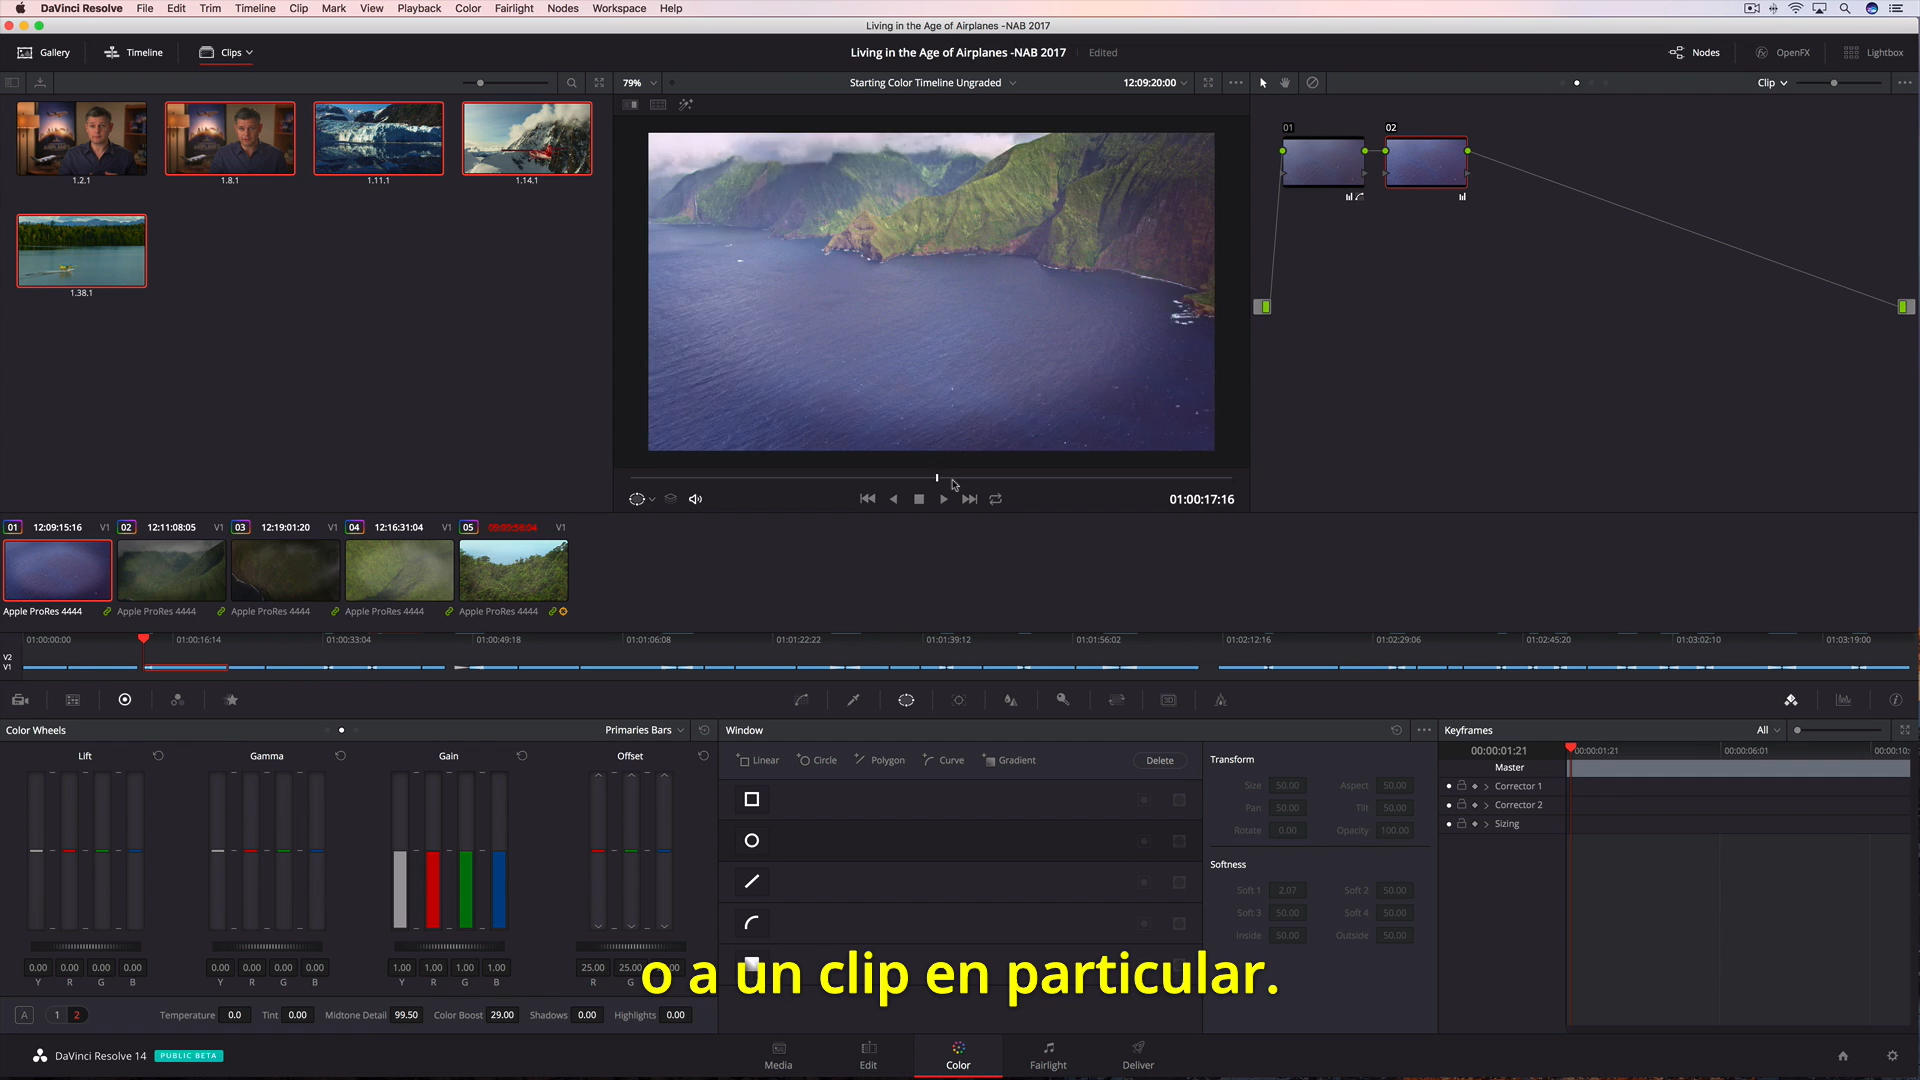 DaVinci Resolve File Edit Trim Timeline Clip Mark View Playback Color Fairlight Nodes Workspace Help
Living in the Age of Airplanes -NAB 2017
Gallery Timeline Clips Living in the Age of Airplanes -NAB 2017 Edited Nodes OpenFX Lightbox
79% Starting Color Timeline Ungraded 12:09:20:00 Clip
01 02
1.2.1 1.8.1 1.11.1 1.14.1
1.38.1
01:00:17:16
01 12:09:15:16 V1 02 12:11:08:05 V1 03 12:19:01:20 V1 04 12:16:31:04 V1 05 V1
Apple ProRes 4444 Apple ProRes 4444 Apple ProRes 4444 Apple ProRes 4444 Apple ProRes 4444
01:00:00:00 01:00:16:14 01:00:33:04 01:00:49:18 01:01:06:08 01:01:22:22 01:01:39:12 01:01:56:02 01:02:12:16 01:02:29:06 01:02:45:20 01:03:02:10 01:03:19:00
V2
V1
Color Wheels Primaries Bars Window Keyframes All
Lift Gamma Gain Offset
Linear Circle Polygon Curve Gradient Delete
Transform
Size 50.00 Aspect 50.00
Pan 50.00 Tilt 50.00
Rotate 0.00 Opacity 100.00
Softness
Soft 1 2.07 Soft 2 50.00
Soft 3 50.00 Soft 4 50.00
Inside 50.00 Outside 50.00
00:00:01:21 00:00:01:21 00:00:06:01 00:00:10:
Master
Corrector 1
Corrector 2
Sizing
0.00 0.00 0.00 0.00 0.00 0.00 0.00 0.00 1.00 1.00 1.00 1.00 25.00 25.00
Y R G B Y R G B Y R G B R G B
o a un clip en particular.
A 1 2 Temperature 0.0 Tint 0.00 Midtone Detail 99.50 Color Boost 29.00 Shadows 0.00 Highlights 0.00
DaVinci Resolve 14 PUBLIC BETA
Media Edit Color Fairlight Deliver